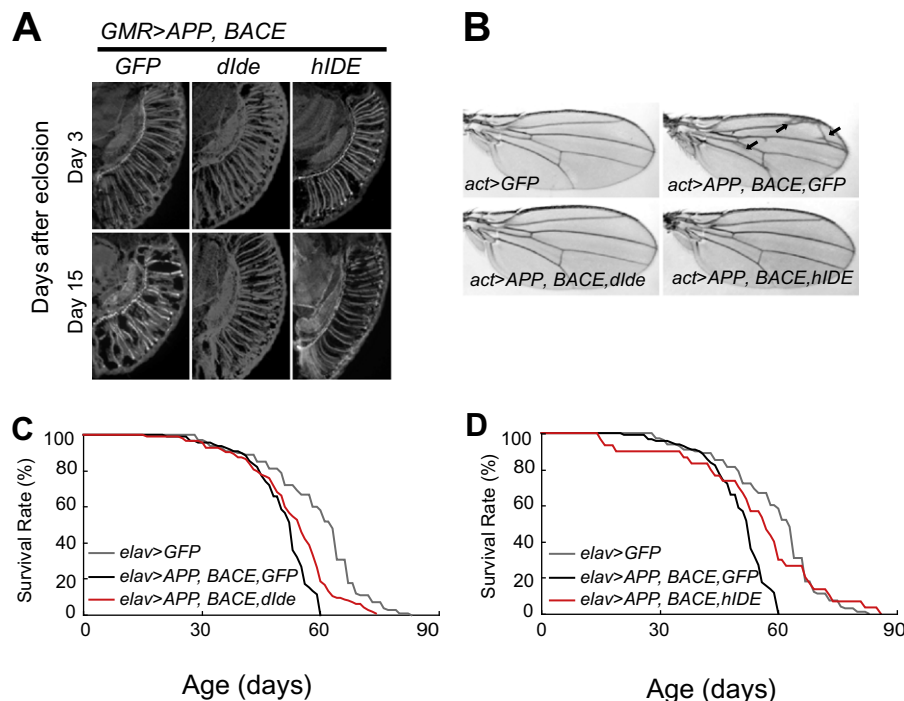 A
GMR>APP, BACE
GFP dIde hIDE
Days after eclosion
Day 3
Day 15
B
act>GFP
act>APP, BACE,GFP
act>APP, BACE,dIde
act>APP, BACE,hIDE
C
Survival Rate (%)
100
80
60
40
20
0
elav>GFP
elav>APP, BACE,GFP
elav>APP, BACE,dIde
0 30 60 90
Age (days)
D
Survival Rate (%)
100
80
60
40
20
0
elav>GFP
elav>APP, BACE,GFP
elav>APP, BACE,hIDE
0 30 60 90
Age (days)